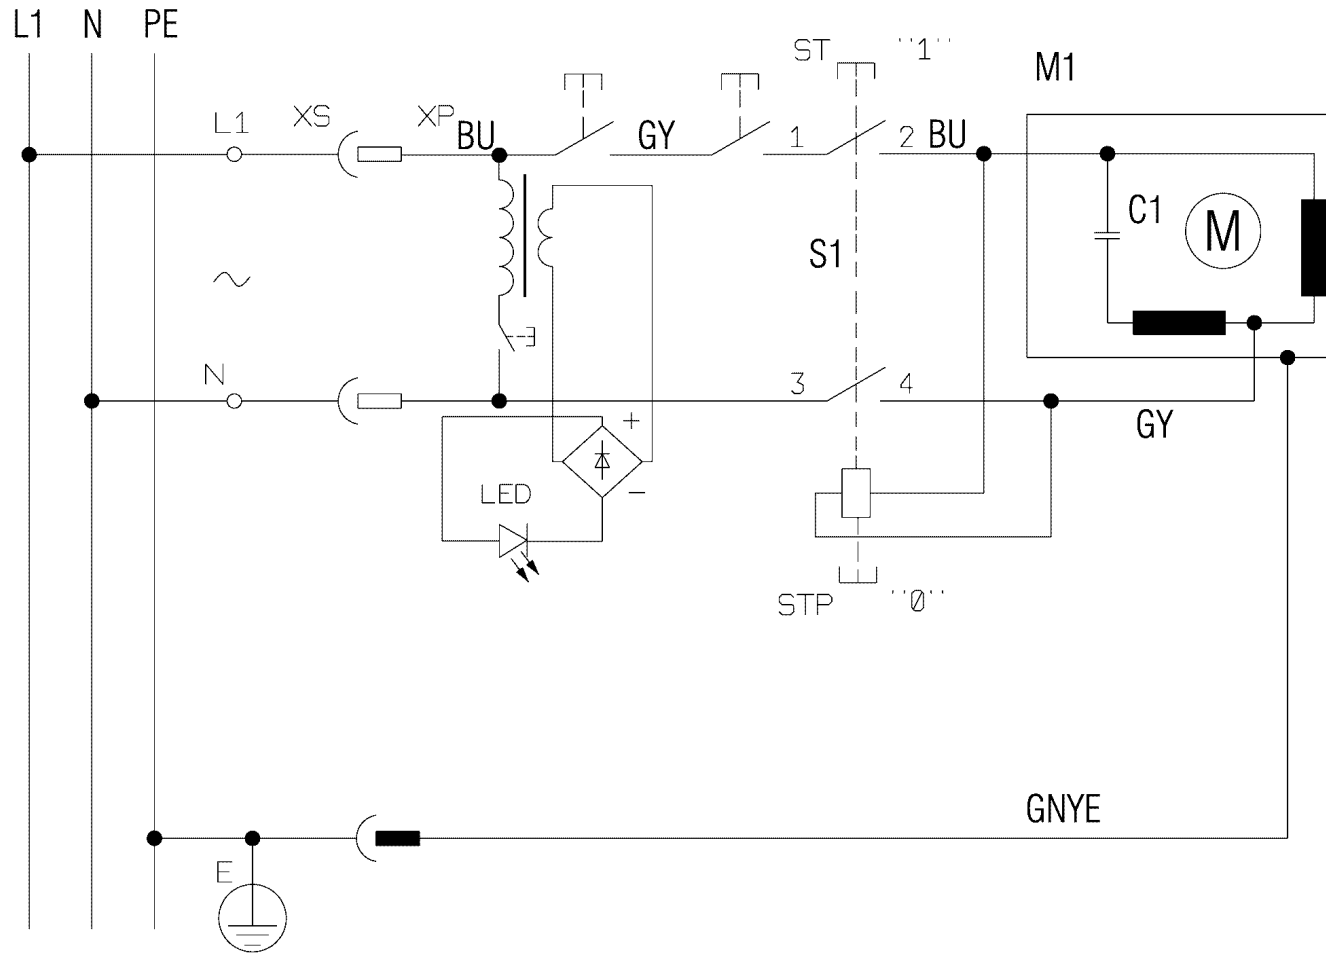 L1 N PE
ST "1"
M1
L1 XS XP BU GY 1 2 BU
C1
M
S1
N
3 4
GY
+
-
LED
STP "0"
GNYE
E